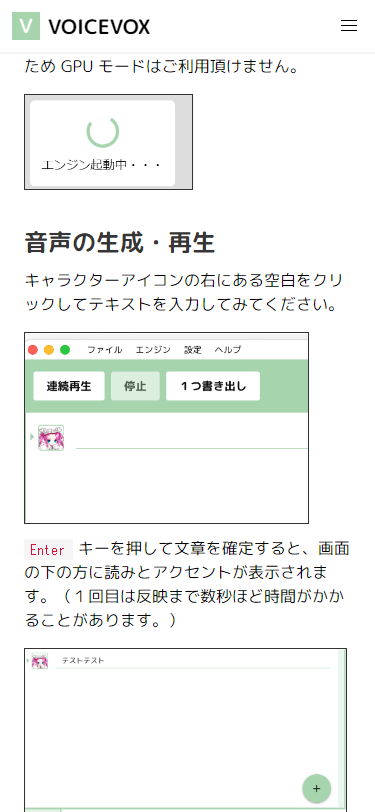 V VOICEVOX
ため GPU モードはご利用頂けません。
エンジン起動中・・・
音声の生成・再生
キャラクターアイコンの右にある空白をクリ
ックしてテキストを入力してみてください。
ファイル エンジン 設定 ヘルプ
連続再生 停止 １つ書き出し
Enter キーを押して文章を確定すると、画面
の下の方に読みとアクセントが表示されま
す。（１回目は反映まで数秒ほど時間がかか
ることがあります。）
テストテスト
+